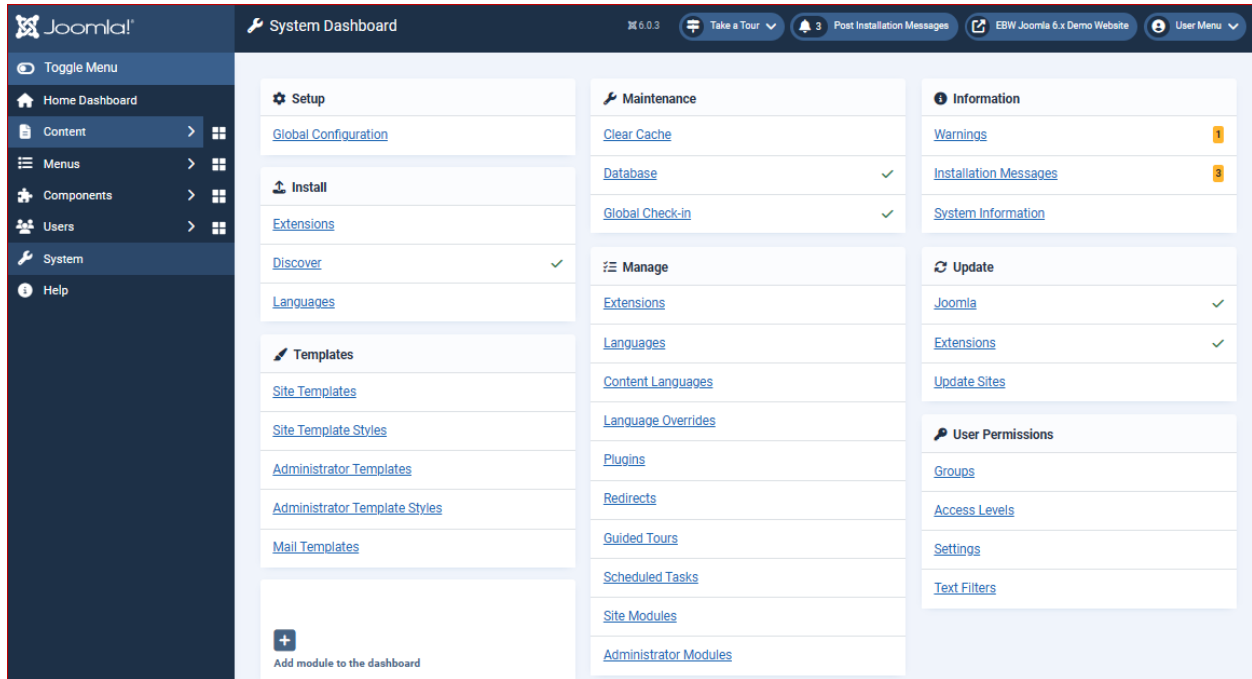 Joomla!®
System Dashboard
6.0.3
Take a Tour
3
Post Installation Messages
EBW Joomla 6.x Demo Website
User Menu
Toggle Menu
Home Dashboard
Content
Menus
Components
Users
System
Help
Setup
Global Configuration
Install
Extensions
Discover
Languages
Templates
Site Templates
Site Template Styles
Administrator Templates
Administrator Template Styles
Mail Templates
Add module to the dashboard
Maintenance
Clear Cache
Database
Global Check-in
Manage
Extensions
Languages
Content Languages
Language Overrides
Plugins
Redirects
Guided Tours
Scheduled Tasks
Site Modules
Administrator Modules
Information
Warnings 1
Installation Messages 3
System Information
Update
Joomla
Extensions
Update Sites
User Permissions
Groups
Access Levels
Settings
Text Filters